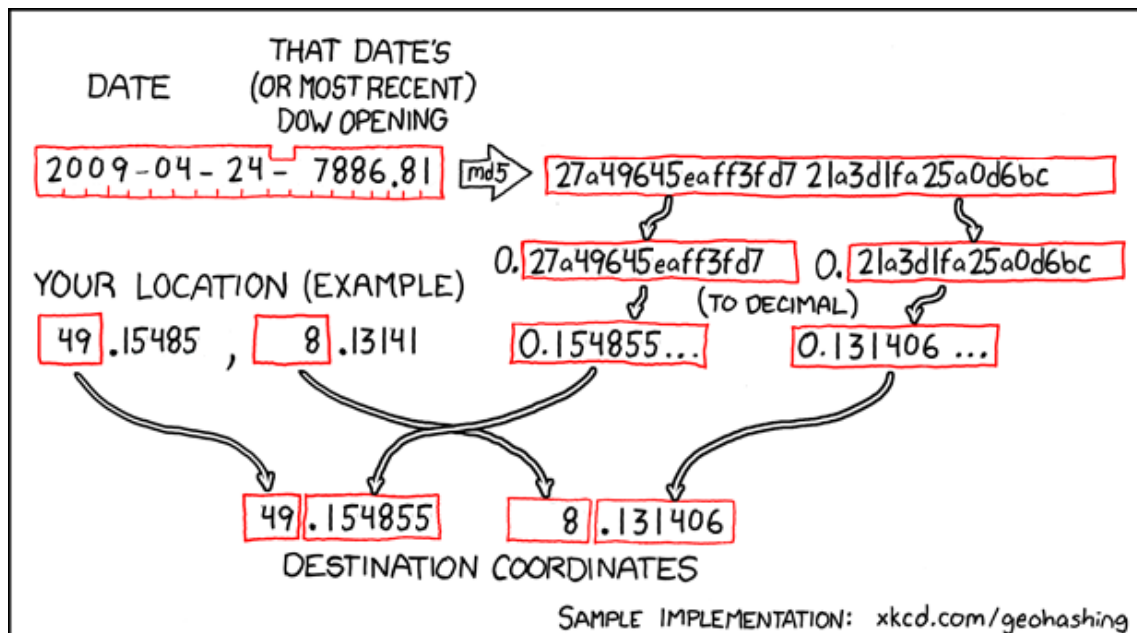 DATE
THAT DATE'S
(OR MOST RECENT)
DOW OPENING
2009-04-24- 7886.81
md5
27a49645eaff3fd7 21a3d1fa25a0d6bc
0. 27a49645eaff3fd7
0. 21a3d1fa25a0d6bc
YOUR LOCATION (EXAMPLE)
(TO DECIMAL)
49 .15485 , 8 .13141
0.154855...
0.131406 ...
49 .154855 8 .131406
DESTINATION COORDINATES
SAMPLE IMPLEMENTATION: xkcd.com/geohashing